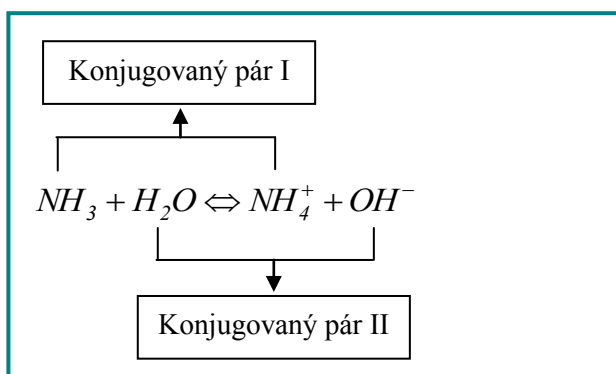 Konjugovaný pár I
NH₃ + H₂O ⇔ NH₄⁺ + OH⁻
Konjugovaný pár II